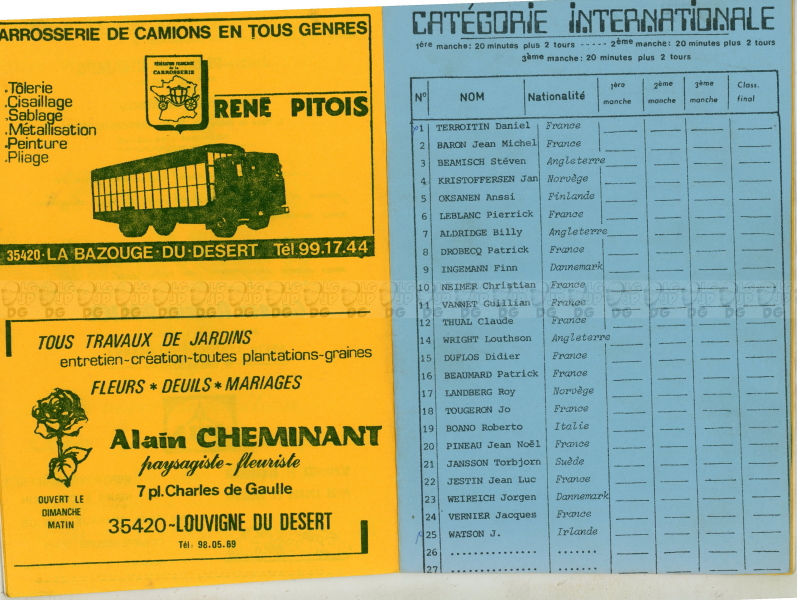 ARROSSERIE DE CAMIONS EN TOUS GENRES
FÉDÉRATION FRANÇAISE
de la
CARROSSERIE
.Tôlerie
.Cisaillage
.Sablage
.Métallisation
.Peinture
.Pliage
RENÉ PITOIS
35420·LA BAZOUGE·DU·DESERT Tél.99.17.44
TOUS TRAVAUX DE JARDINS
entretien-création-toutes plantations-graines
FLEURS * DEUILS * MARIAGES
Alain CHEMINANT
paysagiste-fleuriste
7 pl. Charles de Gaulle
OUVERT LE
DIMANCHE
MATIN
35420~LOUVIGNE DU DESERT
Tél: 98.05.69
CATÉGORIE INTERNATIONALE
1ére manche: 20 minutes plus 2 tours ----- 2ème manche: 20 minutes plus 2 tours
3ème manche: 20 minutes plus 2 tours
N° NOM Nationalité 1ère manche 2ème manche 3ème manche Class. final
1 TERROITIN Daniel France
2 BARON Jean Michel France
3 BEAMISCH Stéven Angleterre
4 KRISTOFFERSEN Jan Norvège
5 OKSANEN Anssi Finlande
6 LEBLANC Pierrick France
7 ALDRIDGE Billy Angleterre
8 DROBECQ Patrick France
9 INGEMANN Finn Dannemark
10 NEIMER Christian France
11 VANNET Guillian France
12 THUAL Claude France
14 WRIGHT Louthson Angleterre
15 DUFLOS Didier France
16 BEAUMARD Patrick France
17 LANDBERG Roy Norvège
18 TOUGERON Jo France
19 BOANO Roberto Italie
20 PINEAU Jean Noël France
21 JANSSON Torbjorn Suède
22 JESTIN Jean Luc France
23 WEIREICH Jorgen Dannemark
24 VERNIER Jacques France
25 WATSON J. Irlande
26 .............. ......
27 .............. ......